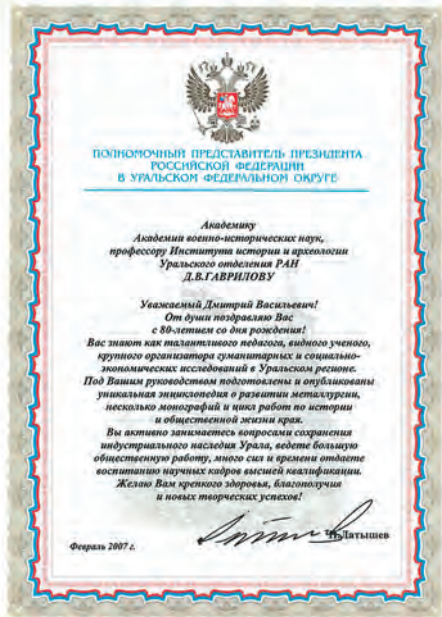 ПОЛНОМОЧНЫЙ ПРЕДСТАВИТЕЛЬ ПРЕЗИДЕНТА
РОССИЙСКОЙ ФЕДЕРАЦИИ
В УРАЛЬСКОМ ФЕДЕРАЛЬНОМ ОКРУГЕ
Академику
Академии военно-исторических наук,
профессору Института истории и археологии
Уральского отделения РАН
Д.В.ГАВРИЛОВУ
Уважаемый Дмитрий Васильевич!
От души поздравляю Вас
с 80-летием со дня рождения!
Вас знают как талантливого педагога, видного ученого,
крупного организатора гуманитарных и социально-
экономических исследований в Уральском регионе.
Под Вашим руководством подготовлены и опубликованы
уникальная энциклопедия о развитии металлургии,
несколько монографий и цикл работ по истории
и общественной жизни края.
Вы активно занимаетесь вопросами сохранения
индустриального наследия Урала, ведете большую
общественную работу, много сил и времени отдаете
воспитанию научных кадров высшей квалификации.
Желаю Вам крепкого здоровья, благополучия
и новых творческих успехов!
Латышев
Февраль 2007 г.